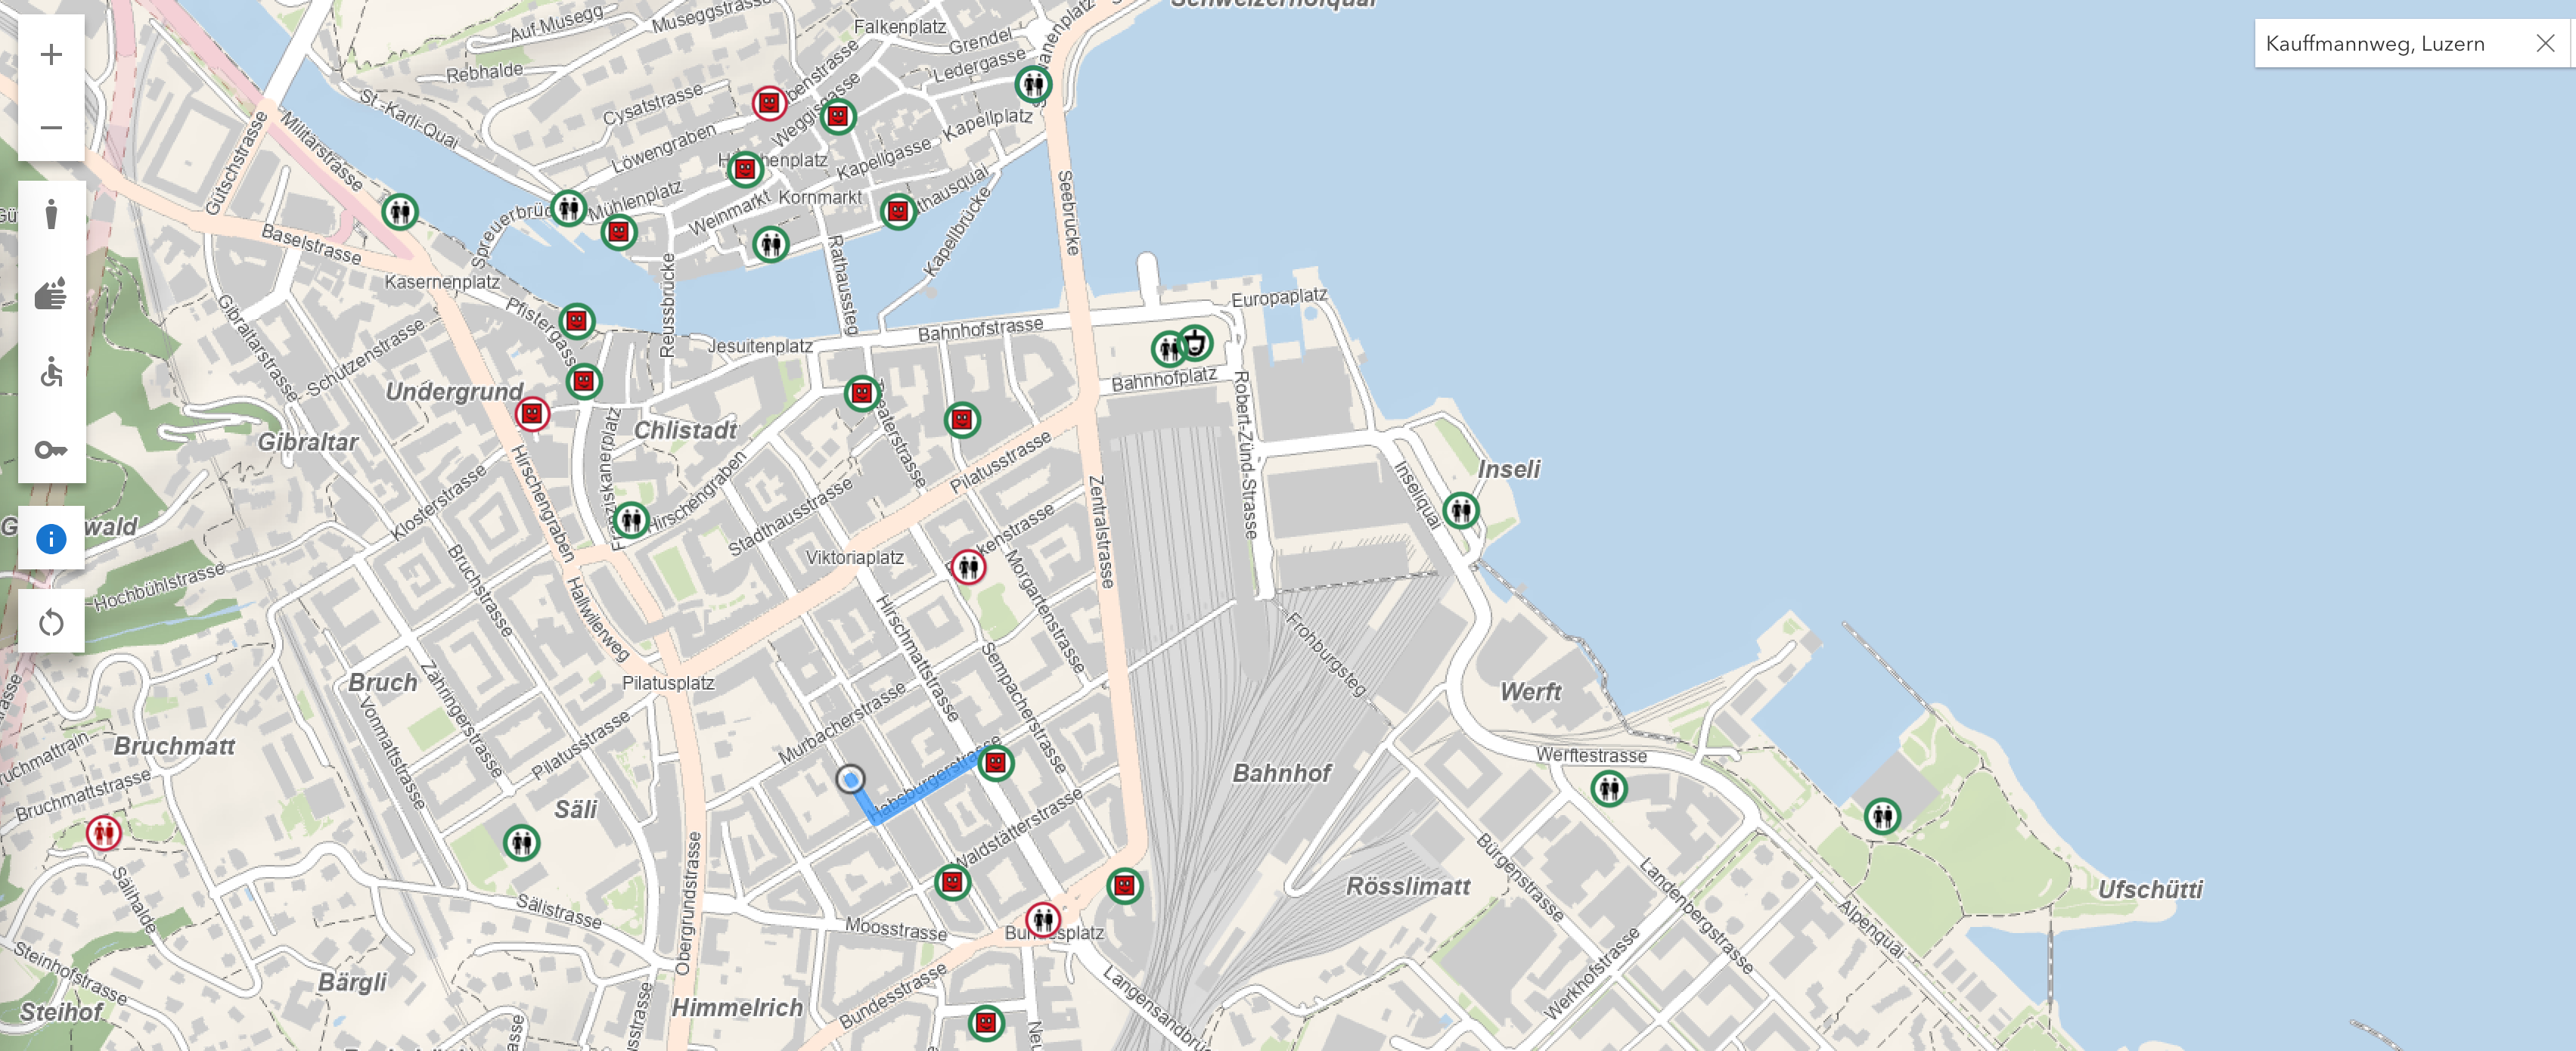 Schweizerhofquai
Auf-Musegg
Museggstrasse
Falkenplatz
Grendel
Kauffmannweg, Luzern
Ledergasse
Rebhalde
Cysatstrasse
St.-Karli-Quai
Militärstrasse
Löwengraben
Weggisgasse
Kapellplatz
Kapellgasse
Gütschstrasse
Mühlenplatz
Weinmarkt
Kornmarkt
Baselstrasse
Kapellbrücke
Seebrücke
Kasernenplatz
Rathaussteg
Reussbrücke
Pfistergasse
Europaplatz
Bahnhofstrasse
Jesuitenplatz
Gibraltarstrasse
Schützenstrasse
Bahnhofplatz
Undergrund
Chlistadt
Gibraltar
Franziskanerplatz
Pilatusstrasse
Robert-Zünd-Strasse
Inseli
Inseliquai
Hirschengraben
Hirschengraben
Klosterstrasse
Stadthausstrasse
Zentralstrasse
Viktoriaplatz
Morgartenstrasse
Hochbühlstrasse
Bruchstrasse
Hallwilerweg
Hirschmattstrasse
Frohburgsteg
Sempacherstrasse
Pilatusplatz
Bruch
Zähringerstrasse
Werft
Murbacherstrasse
Vonmattstrasse
Pilatusstrasse
Bruchmatt
Bruchmattstrasse
Habsburgerstrasse
Werftestrasse
Bahnhof
Säli
Waldstätterstrasse
Obergrundstrasse
Bürgenstrasse
Rösslimatt
Landenbergstrasse
Ufschütti
Sälihalde
Sälistrasse
Moosstrasse
Alpenquai
Werkhofstrasse
Steinhofstrasse
Bärgli
Steihof
Himmelrich
Bundesstrasse